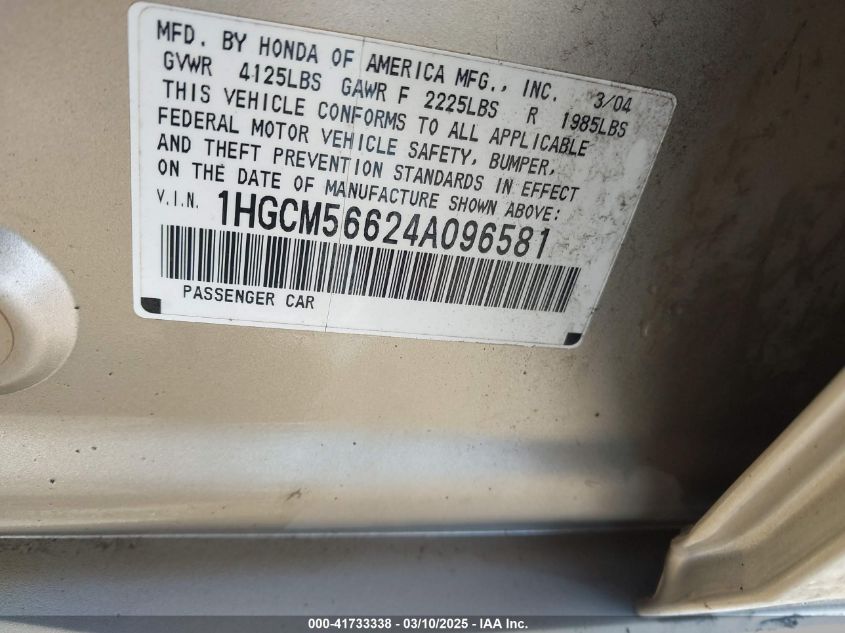 MFD. BY HONDA OF AMERICA MFG., INC. 3/04
GVWR 4125LBS GAWR F 2225LBS R 1985LBS
THIS VEHICLE CONFORMS TO ALL APPLICABLE
FEDERAL MOTOR VEHICLE SAFETY, BUMPER,
AND THEFT PREVENTION STANDARDS IN EFFECT
ON THE DATE OF MANUFACTURE SHOWN ABOVE:
V.I.N. 1HGCM56624A096581
PASSENGER CAR
000-41733338 - 03/10/2025 - IAA Inc.